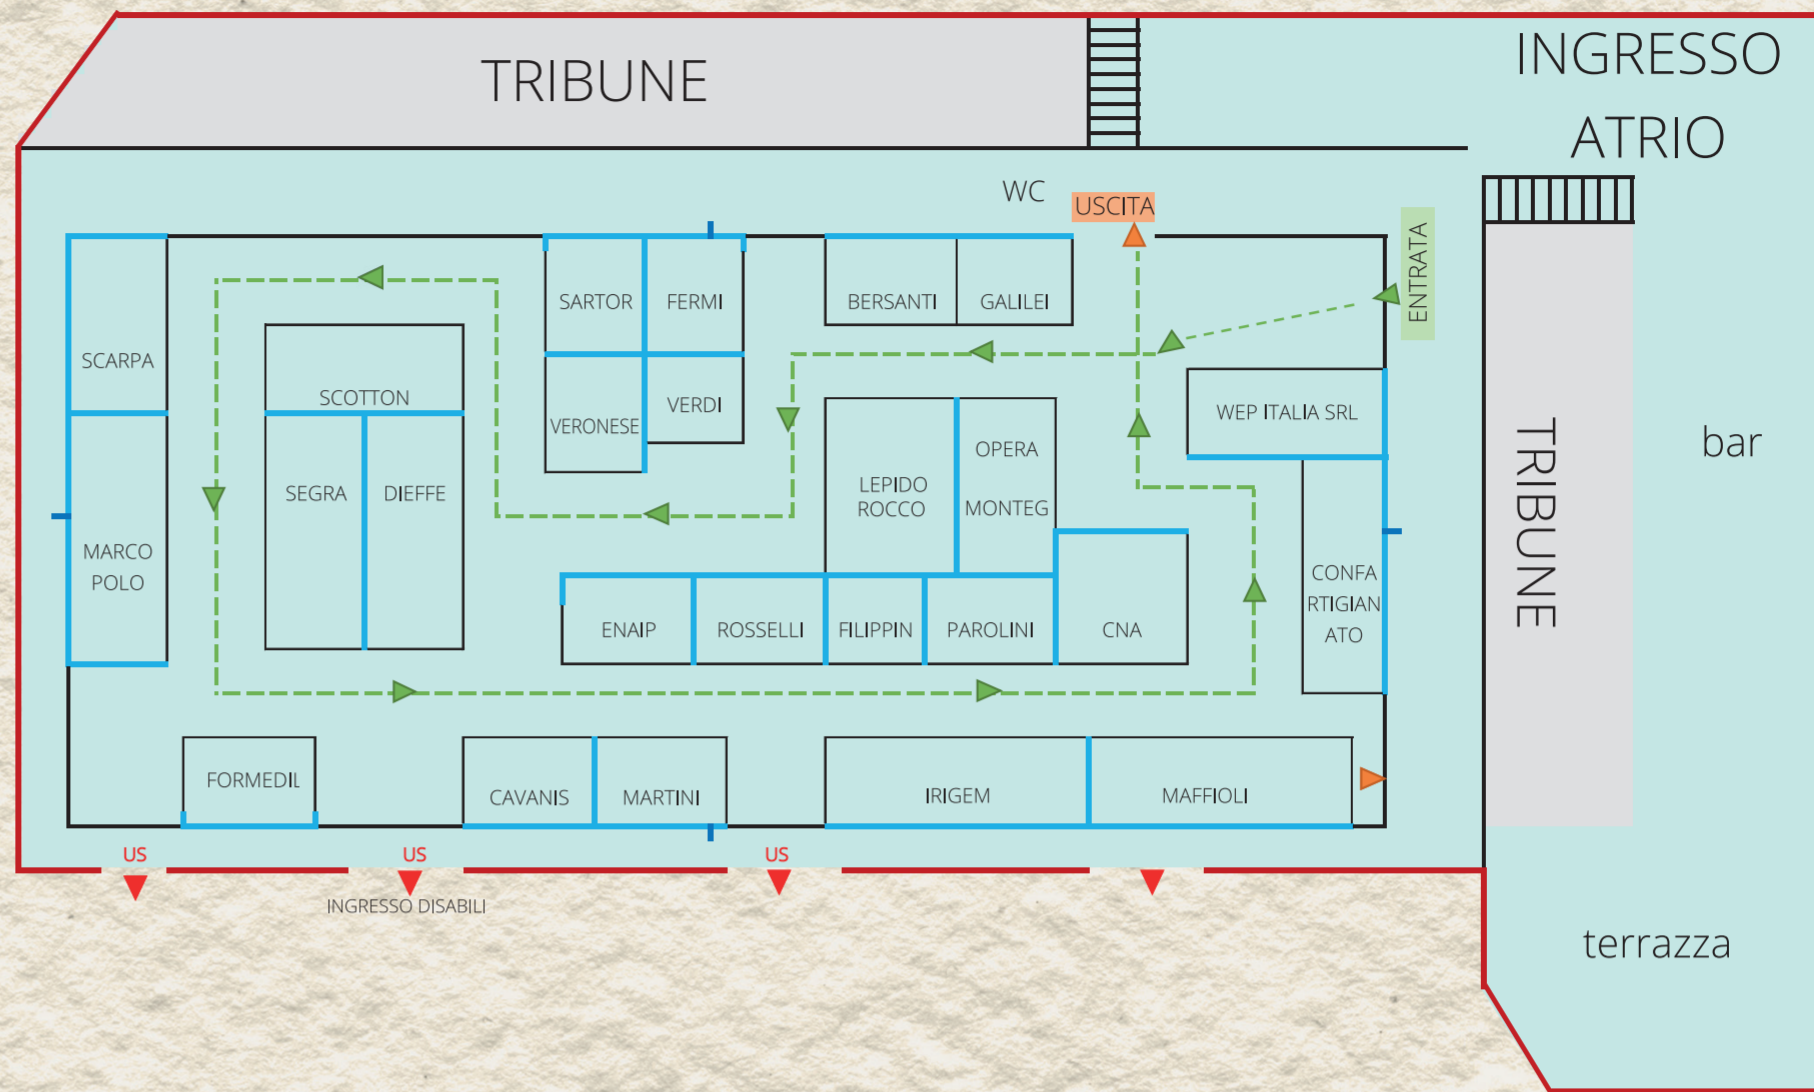 TRIBUNE
INGRESSO
ATRIO
WC
USCITA
ENTRATA
SARTOR
FERMI
BERSANTI
GALILEI
SCARPA
SCOTTON
VERONESE
VERDI
WEP ITALIA SRL
bar
TRIBUNE
OPERA
MONTEG
LEPIDO
ROCCO
SEGRA
DIEFFE
MARCO
POLO
CONFA
RTIGIAN
ATO
ENAIP
ROSSELLI
FILIPPIN
PAROLINI
CNA
FORMEDIL
CAVANIS
MARTINI
IRIGEM
MAFFIOLI
US
US
US
INGRESSO DISABILI
terrazza